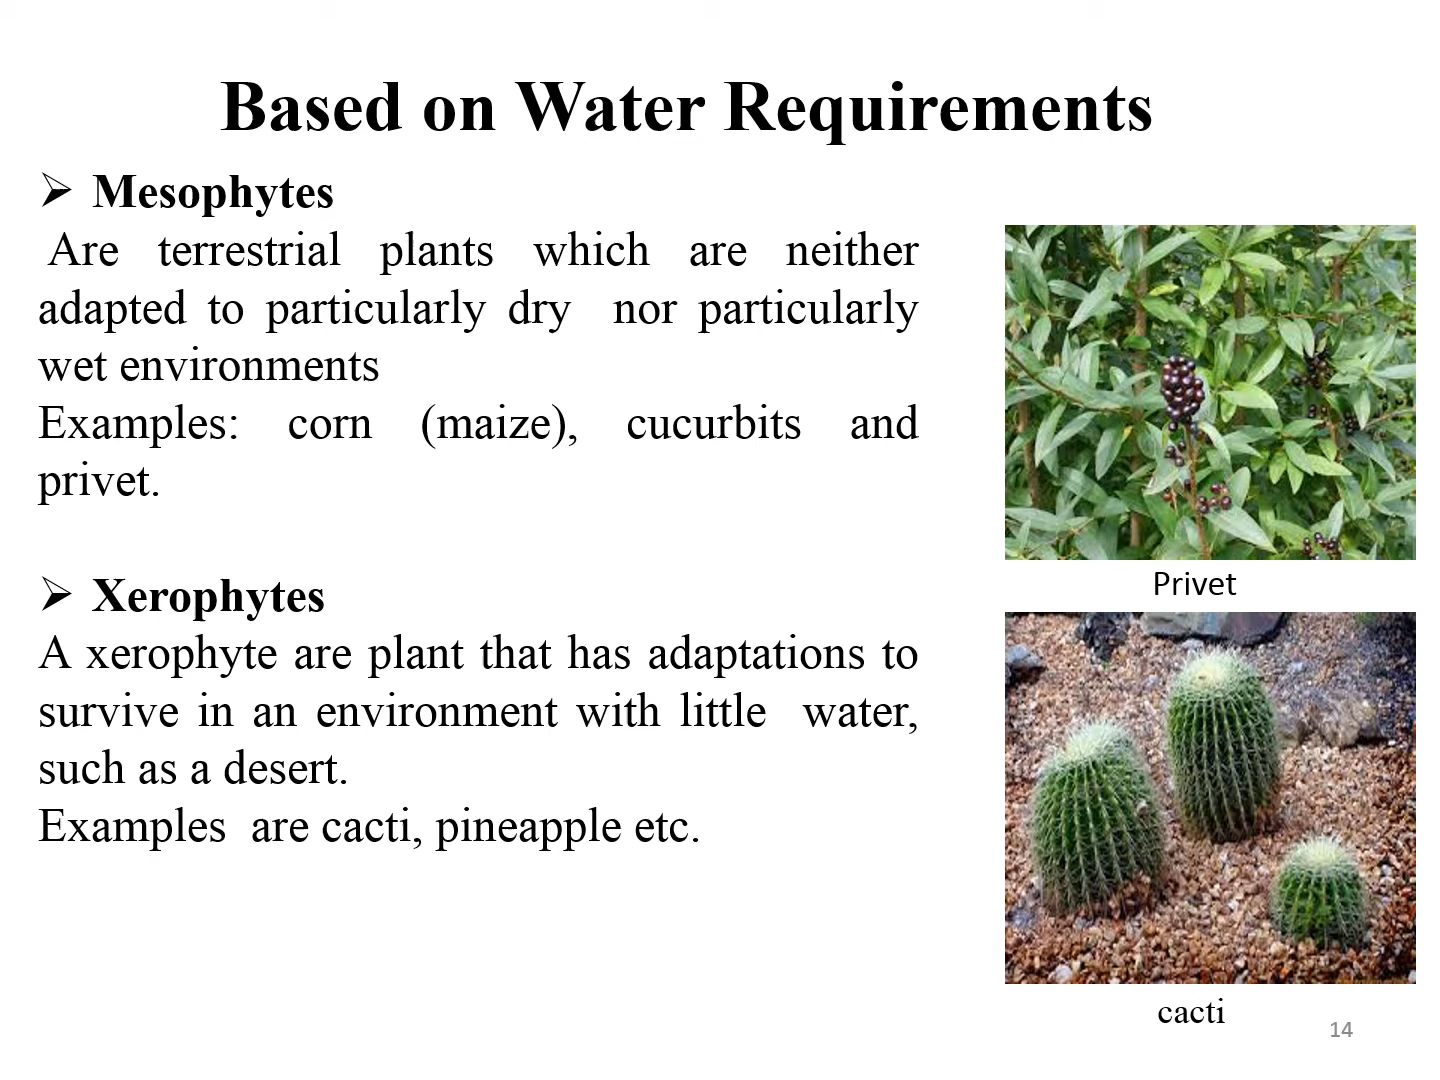 Based on Water Requirements
➢ Mesophytes
Are terrestrial plants which are neither
adapted to particularly dry nor particularly
wet environments
Examples: corn (maize), cucurbits and
privet.
➢ Xerophytes
A xerophyte are plant that has adaptations to
survive in an environment with little water,
such as a desert.
Examples are cacti, pineapple etc.
Privet
cacti
14